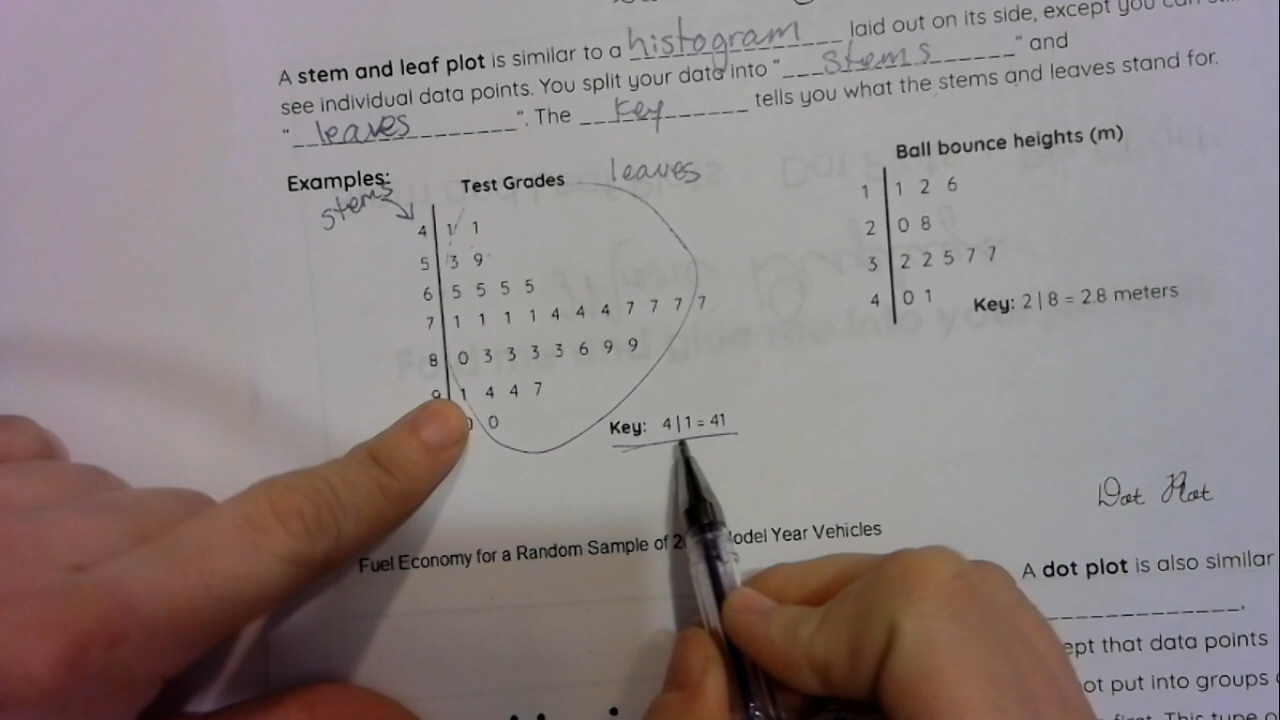 A stem and leaf plot is similar to a histogram laid out on its side, except you can
see individual data points. You split your data into "stems" and
"leaves". The key tells you what the stems and leaves stand for.
Examples:
stems
Test Grades
leaves
4 | 1 1
5 | 3 9
6 | 5 5 5 5
7 | 1 1 1 1 4 4 4 7 7 7 7
8 | 0 3 3 3 3 6 9 9
9 | 1 4 4 7
0 0
Key: 4|1 = 41
Ball bounce heights (m)
1 | 1 2 6
2 | 0 8
3 | 2 2 5 7 7
4 | 0 1
Key: 2|8 = 2.8 meters
Fuel Economy for a Random Sample of 2 Model Year Vehicles
Dot Plot
A dot plot is also similar
ept that data points
ot put into groups
first. This type